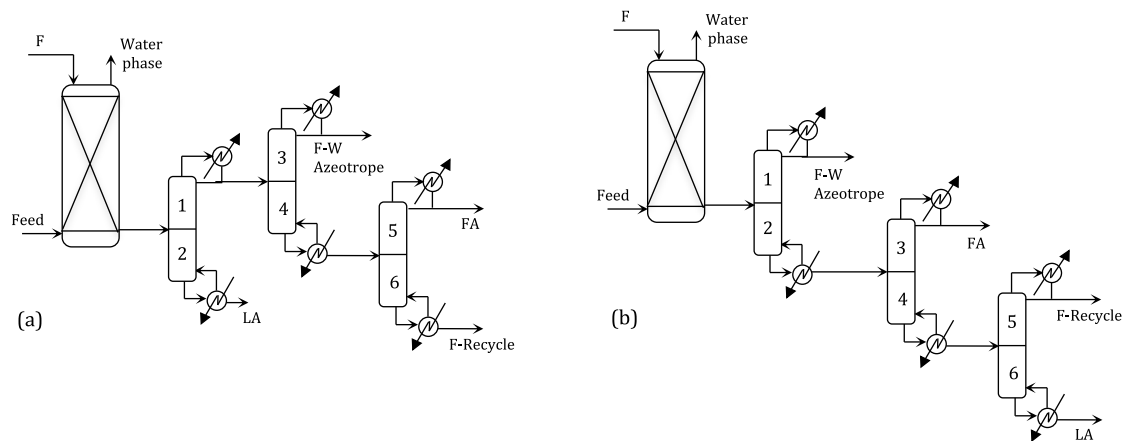 F
Water
phase
Feed
1
2
LA
3
4
F-W
Azeotrope
5
6
FA
F-Recycle
(a)
F
Water
phase
Feed
1
2
F-W
Azeotrope
3
4
FA
5
6
F-Recycle
LA
(b)